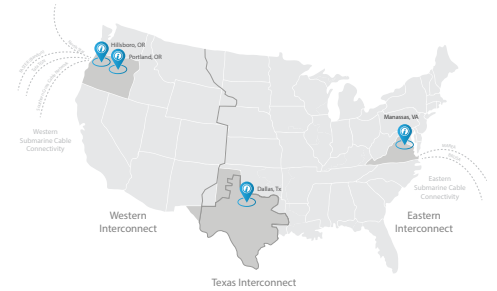 Hillsboro, OR
Portland, OR
Manassas, VA
Western
Submarine Cable
Connectivity
MAREA
Eastern
Submarine Cable
Connectivity
Dallas, Tx
Western
Interconnect
Eastern
Interconnect
Texas Interconnect